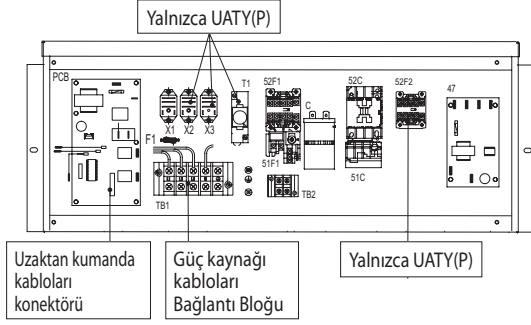 Yalnızca UATY(P)
PCB
X1
X2
X3
T1
52F1
C
52C
52F2
47
F1
51F1
51C
TB1
TB2
Uzaktan kumanda
kabloları
konektörü
Güç kaynağı
kabloları
Bağlantı Bloğu
Yalnızca UATY(P)